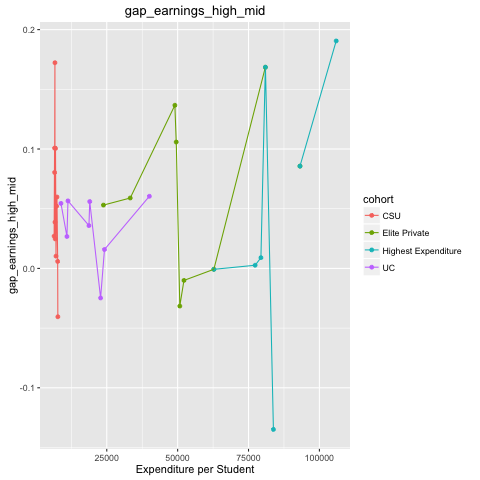 gap_earnings_high_mid
0.2
0.1
0.0
-0.1
gap_earnings_high_mid
25000 50000 75000 100000
Expenditure per Student
cohort
CSU
Elite Private
Highest Expenditure
UC